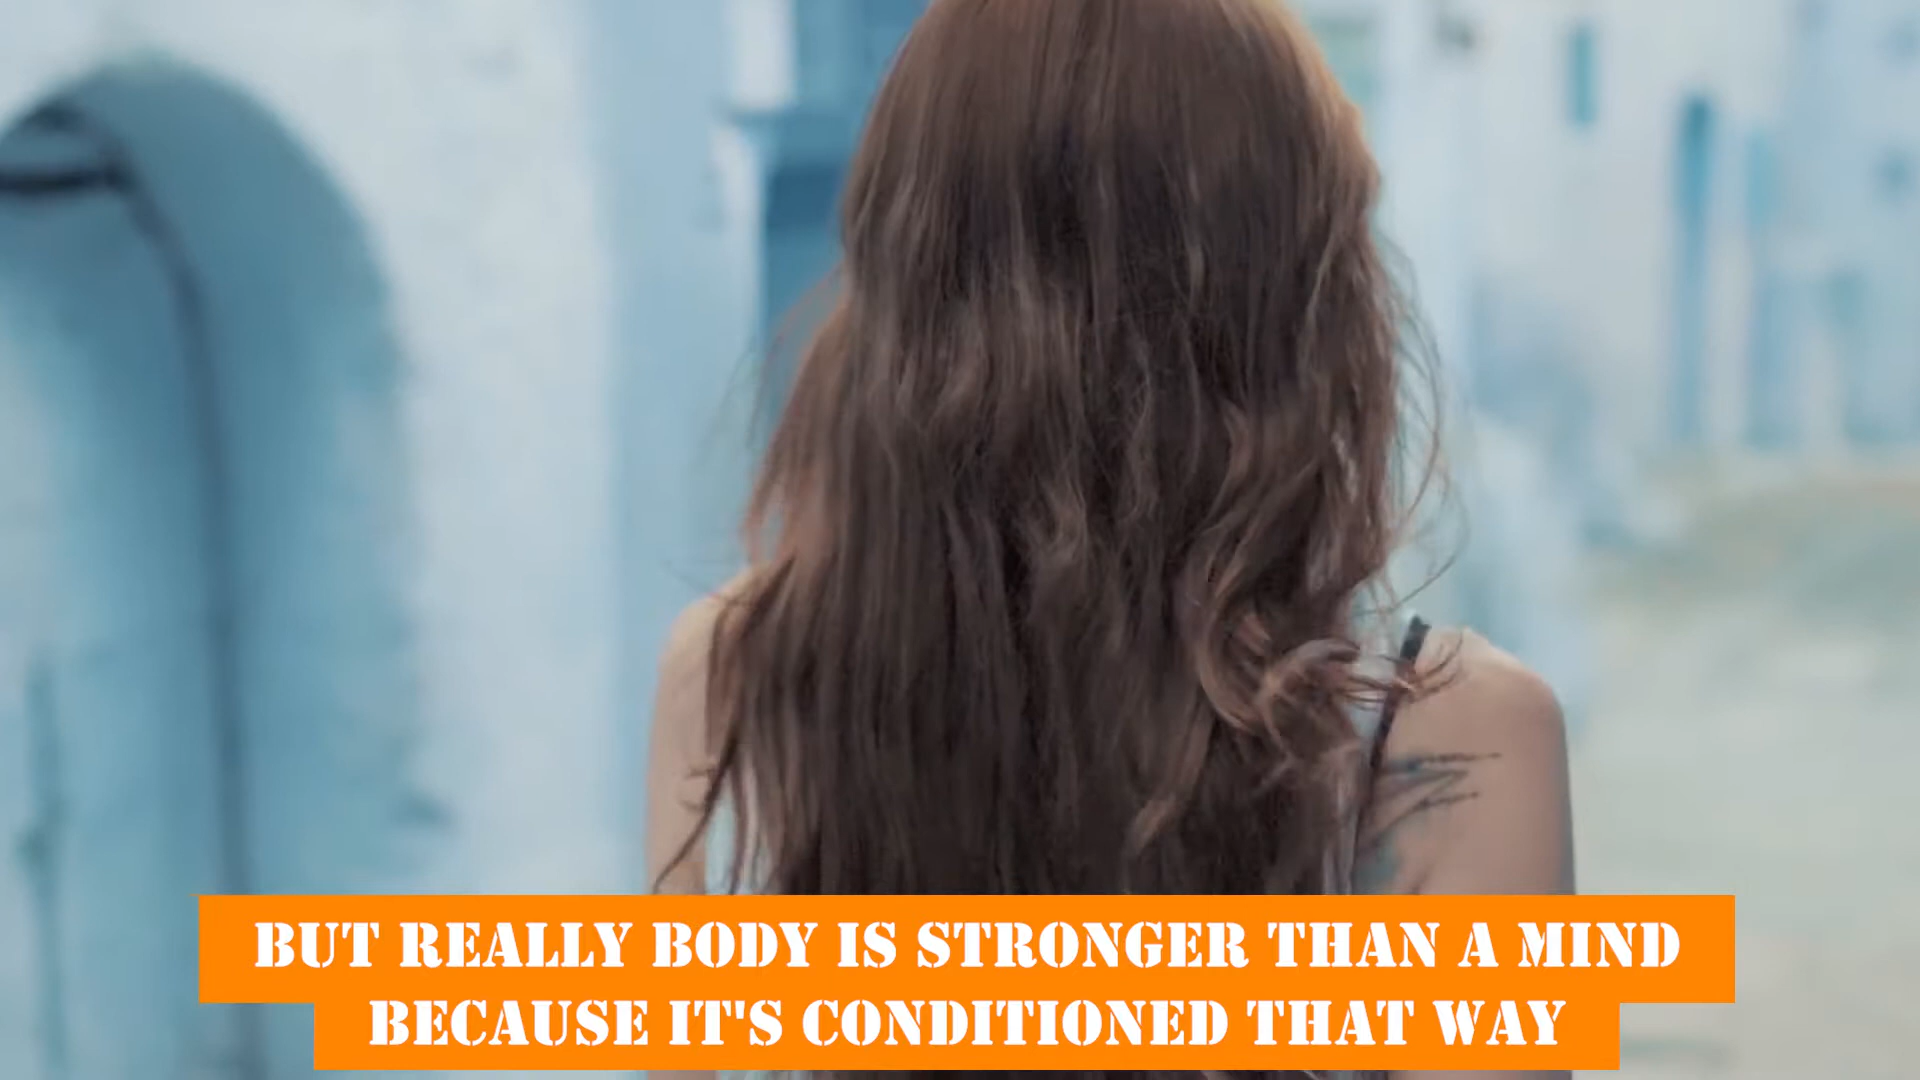 BUT REALLY BODY IS STRONGER THAN A MIND
BECAUSE IT'S CONDITIONED THAT WAY